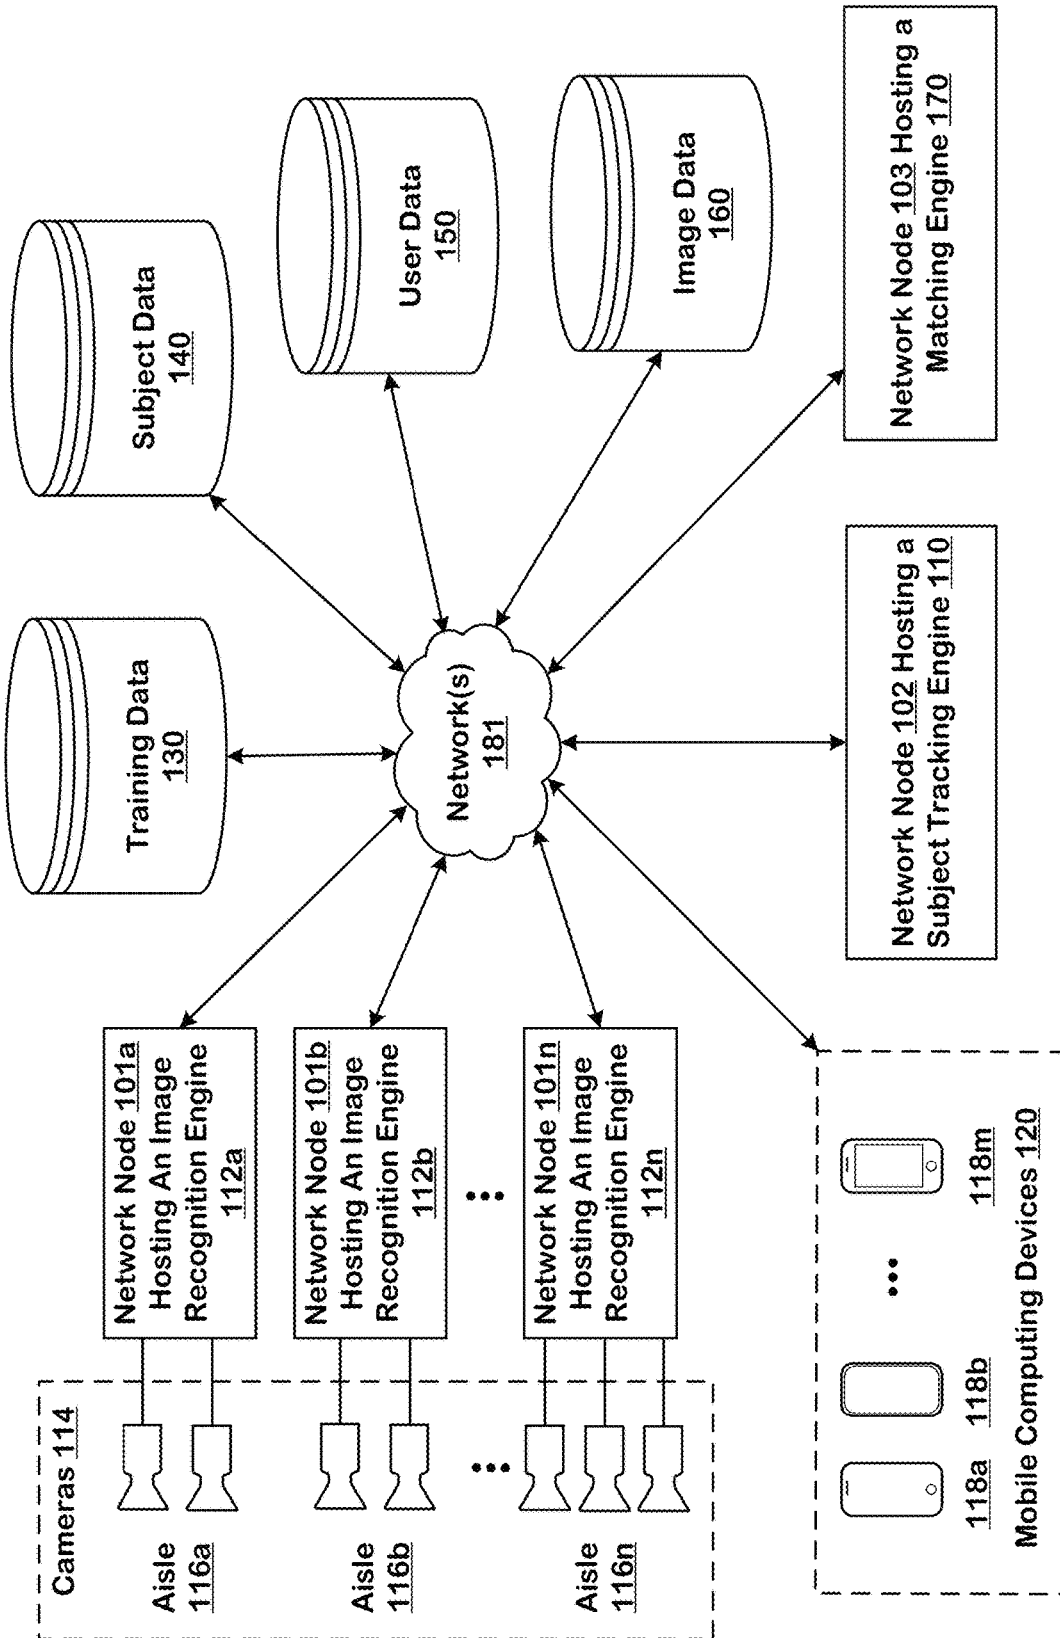 Cameras 114
Aisle
116a
Aisle
116b
Aisle
116n
Network Node 101a
Hosting An Image
Recognition Engine
112a
Network Node 101b
Hosting An Image
Recognition Engine
112b
Network Node 101n
Hosting An Image
Recognition Engine
112n
Training Data
130
Subject Data
140
User Data
150
Image Data
160
Network(s)
181
118a
118b
118m
Mobile Computing Devices 120
Network Node 102 Hosting a
Subject Tracking Engine 110
Network Node 103 Hosting a
Matching Engine 170